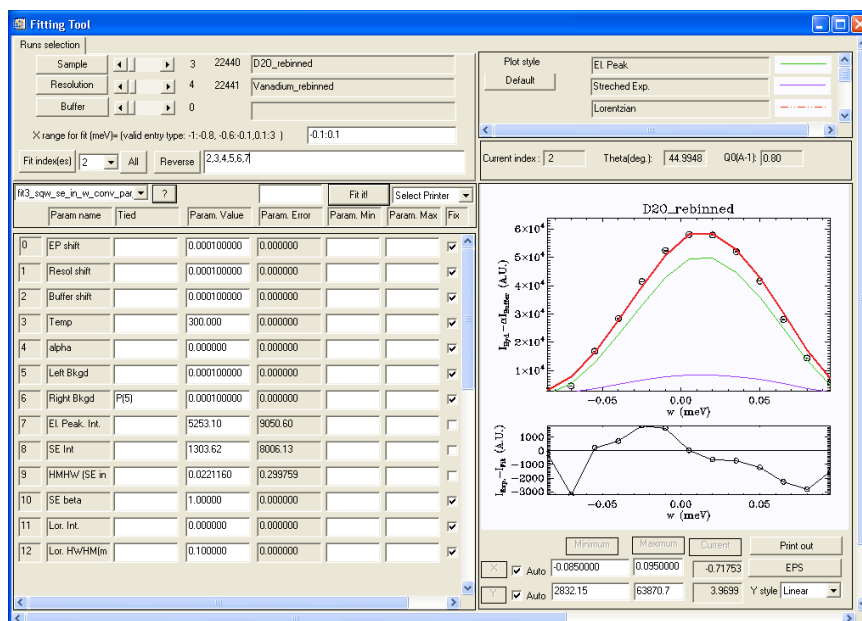 Fitting Tool
Runs selection
Sample 3 22440 D2O_rebinned
Resolution 4 22441 Vanadium_rebinned
Buffer 0
X range for fit (meV)= (valid entry type: -1:-0.8, -0.6:-0.1,0.1:3 ) -0.1:0.1
Fit index(es) 2 All Reverse 2,3,4,5,6,7
Plot style
Default
El. Peak
Streched Exp.
Lorentzian
Current index : 2 Theta(deg.): 44.9948 Q0(A-1): 0.80
fit3_sqw_se_in_w_conv_par ? Fit it! Select Printer
Param name Tied Param. Value Param. Error Param. Min Param. Max Fix
0 EP shift 0.000100000 0.000000
1 Resol shift 0.000100000 0.000000
2 Buffer shift 0.000100000 0.000000
3 Temp 300.000 0.000000
4 alpha 0.000000 0.000000
5 Left Bkgd 0.000100000 0.000000
6 Right Bkgd P(5) 0.000100000 0.000000
7 El. Peak. Int. 5253.10 9050.60
8 SE Int 1303.62 8006.13
9 HMHW (SE in 0.0221160 0.299759
10 SE beta 1.00000 0.000000
11 Lor. Int. 0.000000 0.000000
12 Lor. HWHM(m 0.100000 0.000000
D2O_rebinned
6×10⁴
5×10⁴
4×10⁴
3×10⁴
2×10⁴
1×10⁴
I Hyd. -αI Buffer (A.U.)
-0.05 0.00 0.05
w (meV)
1000
0
-1000
-2000
-3000
I Exp. -I Fit (A.U.)
-0.05 0.00 0.05
w (meV)
Minimum Maximum Current Print out
X Auto -0.0850000 0.0950000 -0.71753 EPS
Y Auto 2832.15 63870.7 3.9699 Y style Linear